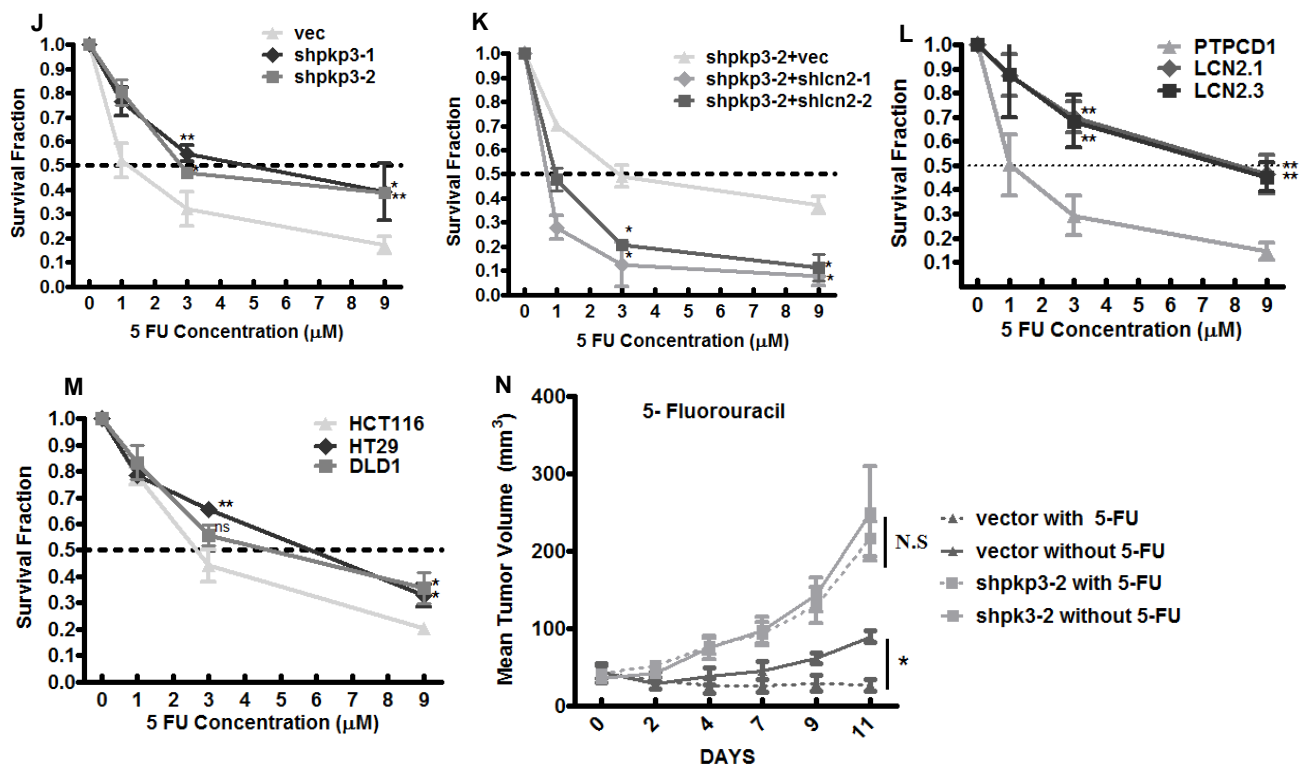 J
vec
shpkp3-1
shpkp3-2
Survival Fraction
1.0
0.9
0.8
0.7
0.6
0.5
0.4
0.3
0.2
0.1
0.0
**
*
*
**
0 1 2 3 4 5 6 7 8 9
5 FU Concentration (µM)
K
shpkp3-2+vec
shpkp3-2+shlcn2-1
shpkp3-2+shlcn2-2
Survival Fraction
1.0
0.9
0.8
0.7
0.6
0.5
0.4
0.3
0.2
0.1
0.0
*
*
*
*
0 1 2 3 4 5 6 7 8 9
5 FU Concentration (µM)
L
PTPCD1
LCN2.1
LCN2.3
Survival Fraction
1.0
0.9
0.8
0.7
0.6
0.5
0.4
0.3
0.2
0.1
**
**
**
**
0 1 2 3 4 5 6 7 8 9
5 FU Concentration (µM)
M
HCT116
HT29
DLD1
Survival Fraction
1.0
0.9
0.8
0.7
0.6
0.5
0.4
0.3
0.2
0.1
0.0
**
ns
*
*
0 1 2 3 4 5 6 7 8 9
5 FU Concentration (µM)
N
5- Fluorouracil
Mean Tumor Volume (mm³)
400
300
200
100
0
N.S
*
0 2 4 7 9 11
DAYS
vector with 5-FU
vector without 5-FU
shpkp3-2 with 5-FU
shpk3-2 without 5-FU